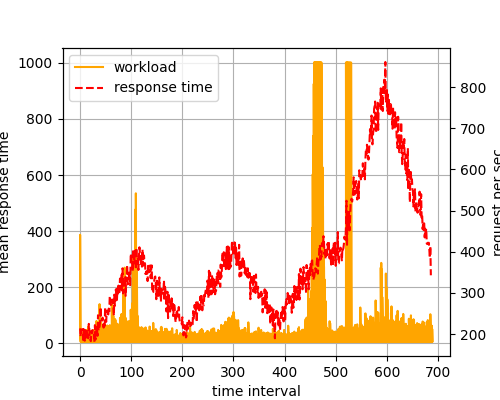 workload
response time
1000
800
600
400
200
0
mean response time
800
700
600
500
400
300
200
request per sec
0 100 200 300 400 500 600 700
time interval